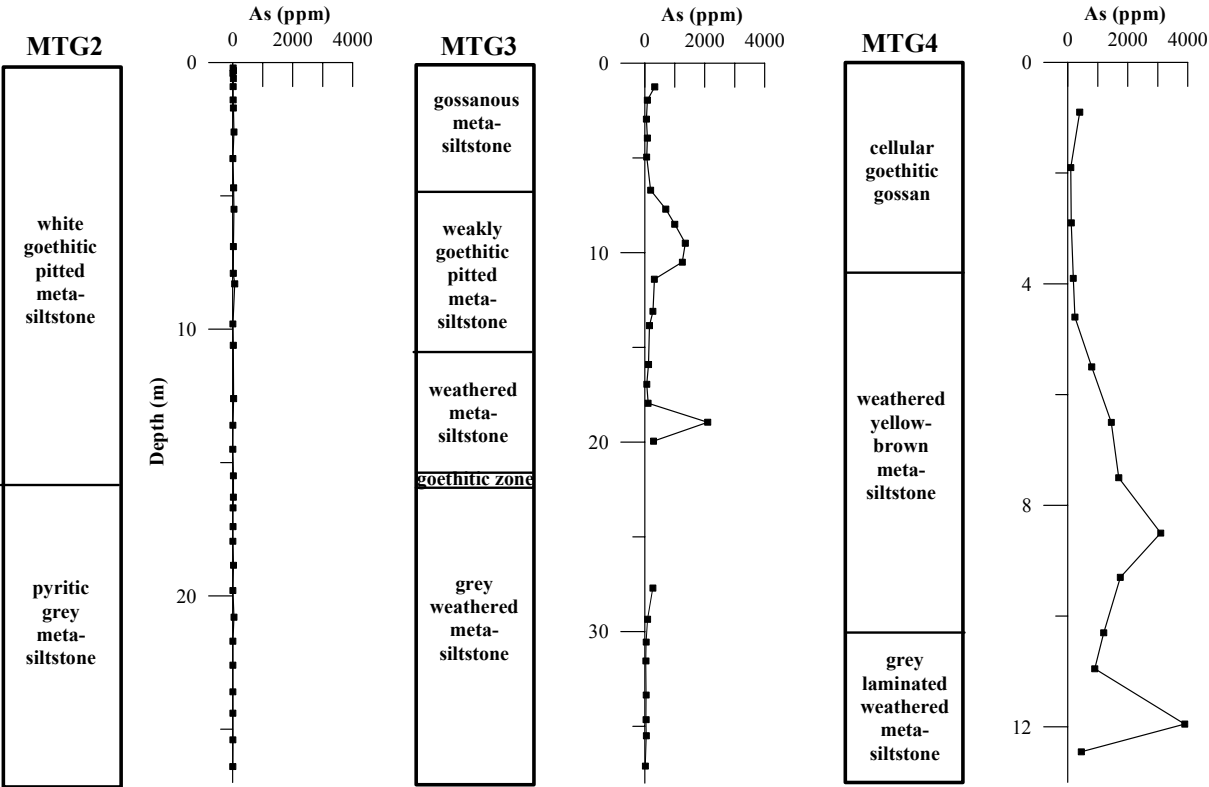 MTG2
white
goethitic
pitted
meta-
siltstone
pyritic
grey
meta-
siltstone
As (ppm)
0 2000 4000
0
10
20
Depth (m)
MTG3
gossanous
meta-
siltstone
weakly
goethitic
pitted
meta-
siltstone
weathered
meta-
siltstone
goethitic zone
grey
weathered
meta-
siltstone
As (ppm)
0 2000 4000
0
10
20
30
MTG4
cellular
goethitic
gossan
weathered
yellow-
brown
meta-
siltstone
grey
laminated
weathered
meta-
siltstone
As (ppm)
0 2000 4000
0
4
8
12